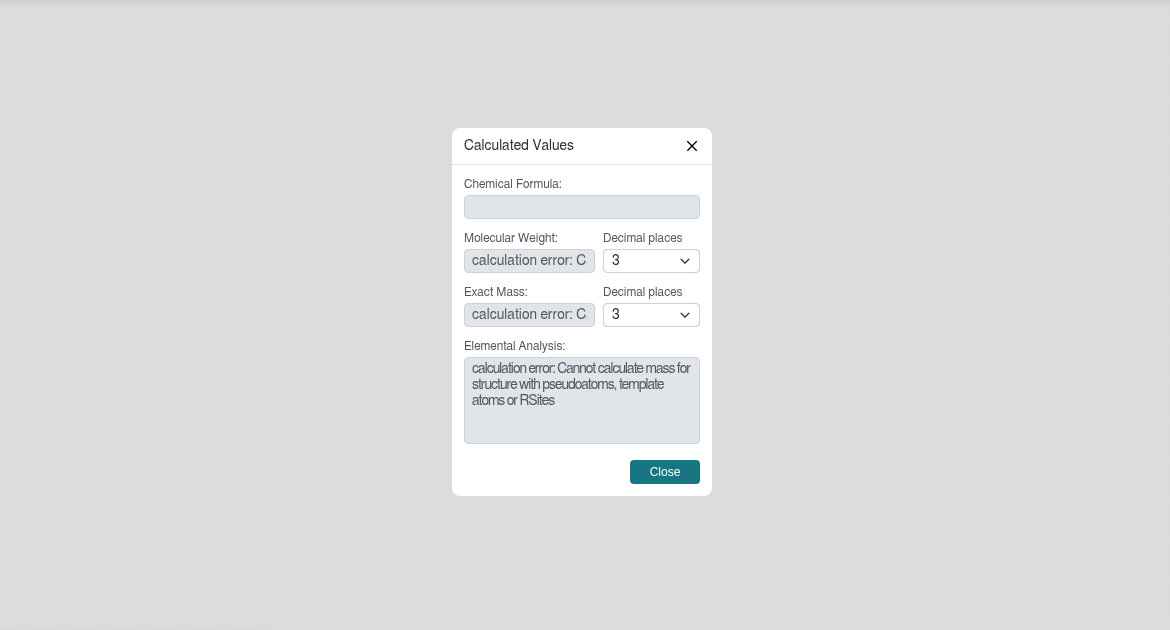 Calculated Values
Chemical Formula:
Molecular Weight: Decimal places
calculation error: C 3
Exact Mass: Decimal places
calculation error: C 3
Elemental Analysis:
calculation error: Cannot calculate mass for
structure with pseudoatoms, template
atoms or RSites
Close